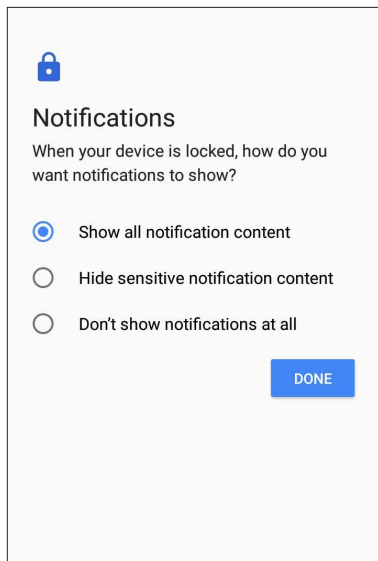 Notifications
When your device is locked, how do you
want notifications to show?
Show all notification content
Hide sensitive notification content
Don’t show notifications at all
DONE